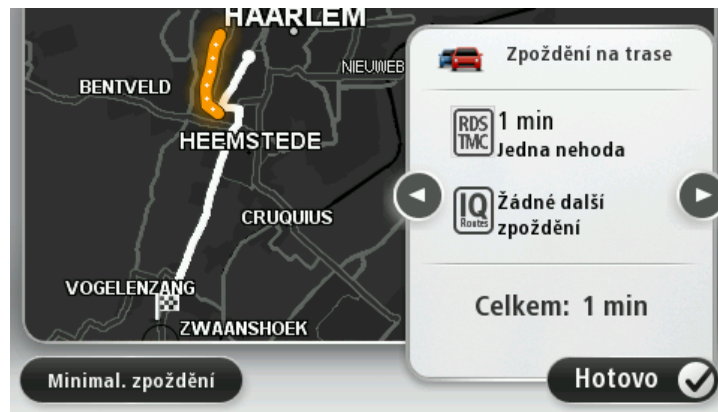 HAARLEM
NIEUWEB
BENTVELD
HEEMSTEDE
CRUQUIUS
VOGELENZANG
ZWAANSHOEK
Minimal. zpoždění
Zpoždění na trase
RDS
TMC
1 min
Jedna nehoda
IQ
Routes
Žádné další
zpoždění
Celkem: 1 min
Hotovo